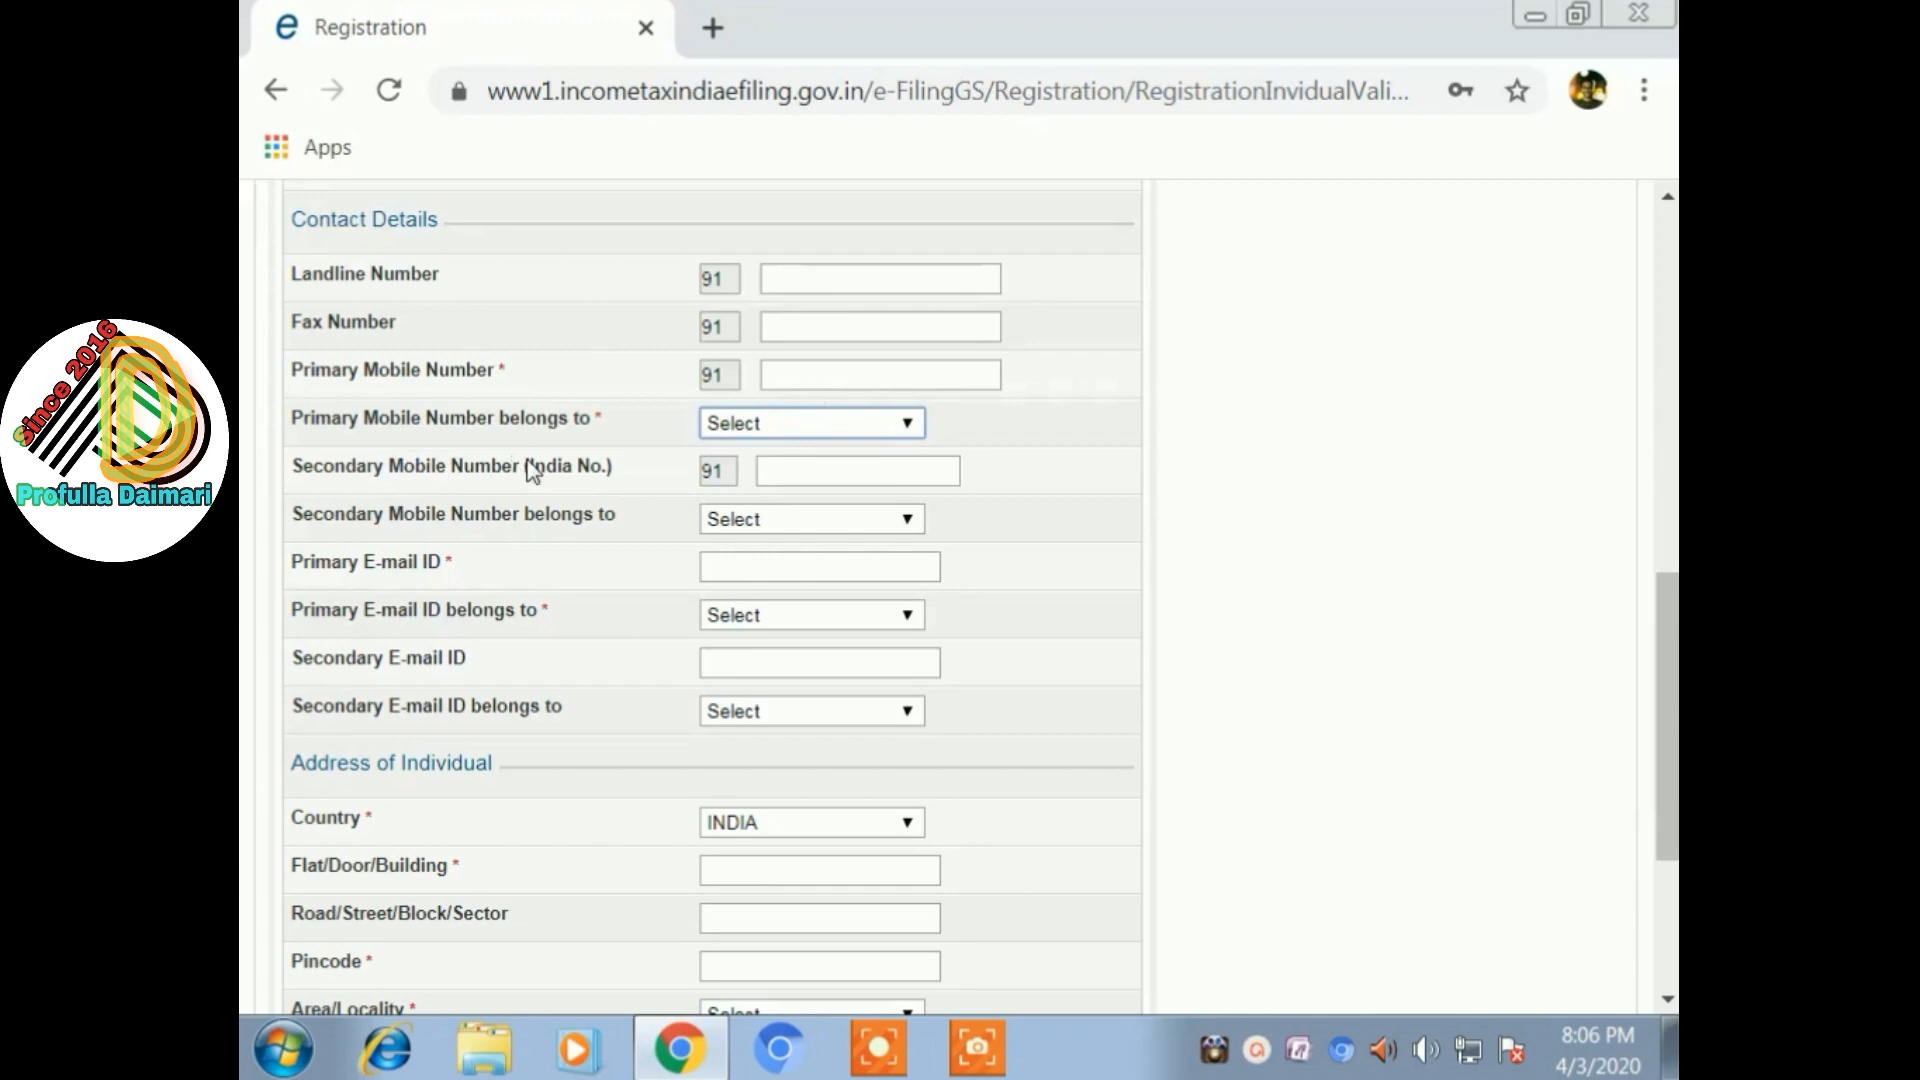 Registration
www1.incometaxindiaefiling.gov.in/e-FilingGS/Registration/RegistrationInvidualVali...
Apps
Contact Details
Landline Number 91
Fax Number 91
Primary Mobile Number * 91
Primary Mobile Number belongs to * Select
Secondary Mobile Number (India No.) 91
Secondary Mobile Number belongs to Select
Primary E-mail ID *
Primary E-mail ID belongs to * Select
Secondary E-mail ID
Secondary E-mail ID belongs to Select
Address of Individual
Country * INDIA
Flat/Door/Building *
Road/Street/Block/Sector
Pincode *
Area/Locality * Select
Since 2016
Profulla Daimari
8:06 PM
4/3/2020